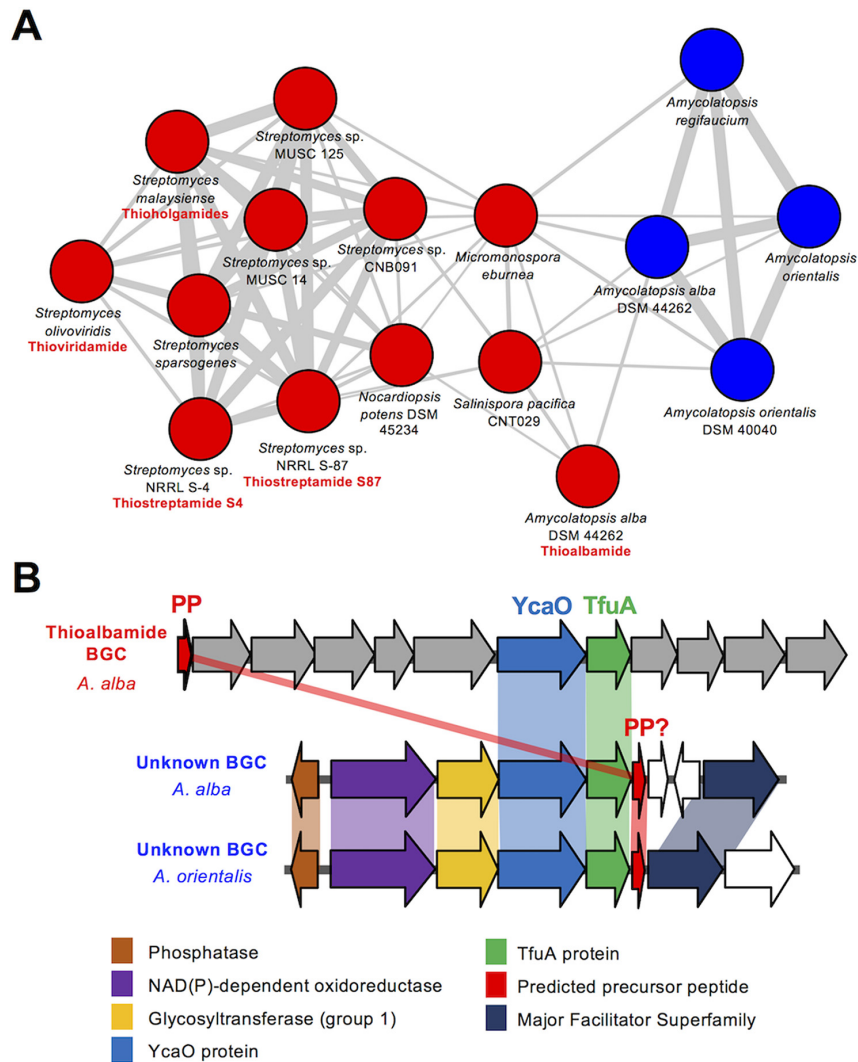 A
Amycolatopsis
regifaucium
Streptomyces sp.
MUSC 125
Streptomyces
malaysiense
Thioholgamides
Streptomyces sp.
MUSC 14
Streptomyces sp.
CNB091
Micromonospora
eburnea
Amycolatopsis alba
DSM 44262
Amycolatopsis
orientalis
Streptomyces
olivoviridis
Thioviridamide
Streptomyces
sparsogenes
Nocardiopsis
potens DSM
45234
Salinispora pacifica
CNT029
Amycolatopsis orientalis
DSM 40040
Streptomyces sp.
NRRL S-4
Thiostreptamide S4
Streptomyces sp.
NRRL S-87
Thiostreptamide S87
Amycolatopsis alba
DSM 44262
Thioalbamide
B
PP
YcaO
TfuA
Thioalbamide
BGC
A. alba
PP?
Unknown BGC
A. alba
Unknown BGC
A. orientalis
Phosphatase
NAD(P)-dependent oxidoreductase
Glycosyltransferase (group 1)
YcaO protein
TfuA protein
Predicted precursor peptide
Major Facilitator Superfamily